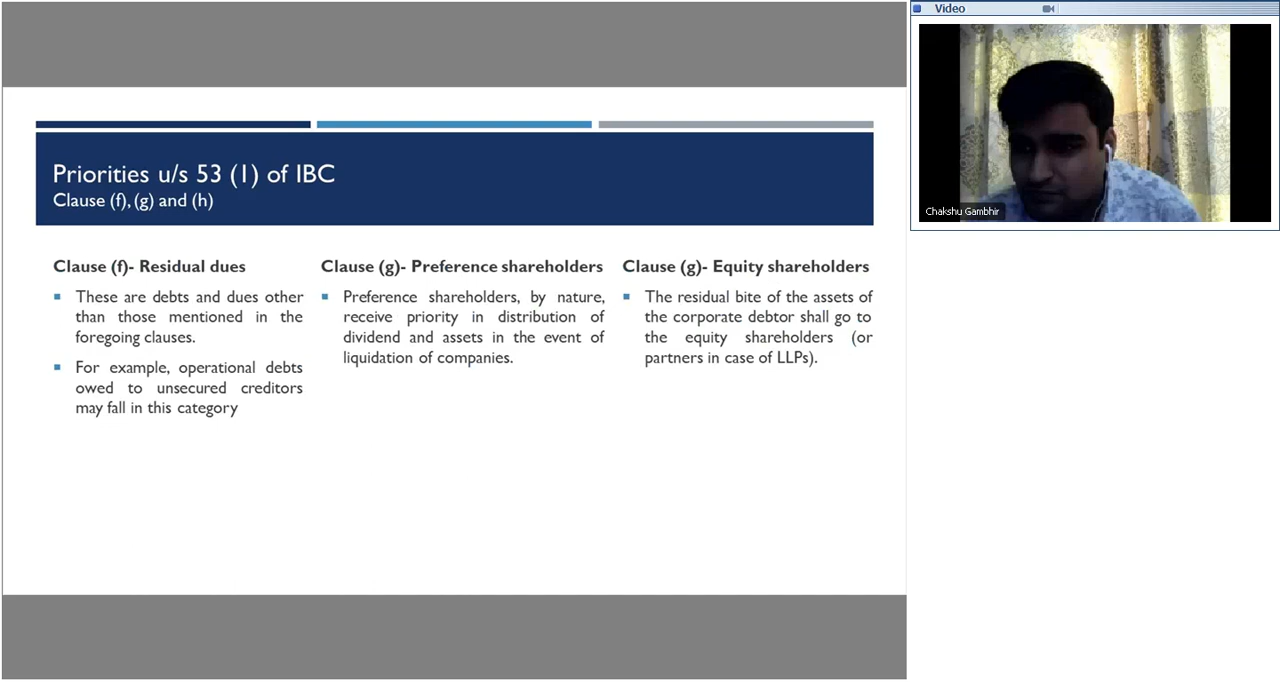 Video
Priorities u/s 53 (1) of IBC
Clause (f), (g) and (h)
Clause (f)- Residual dues
These are debts and dues other
than those mentioned in the
foregoing clauses.
For example, operational debts
owed to unsecured creditors
may fall in this category
Clause (g)- Preference shareholders
Preference shareholders, by nature,
receive priority in distribution of
dividend and assets in the event of
liquidation of companies.
Clause (g)- Equity shareholders
The residual bite of the assets of
the corporate debtor shall go to
the equity shareholders (or
partners in case of LLPs).
Chakshu Gambhir